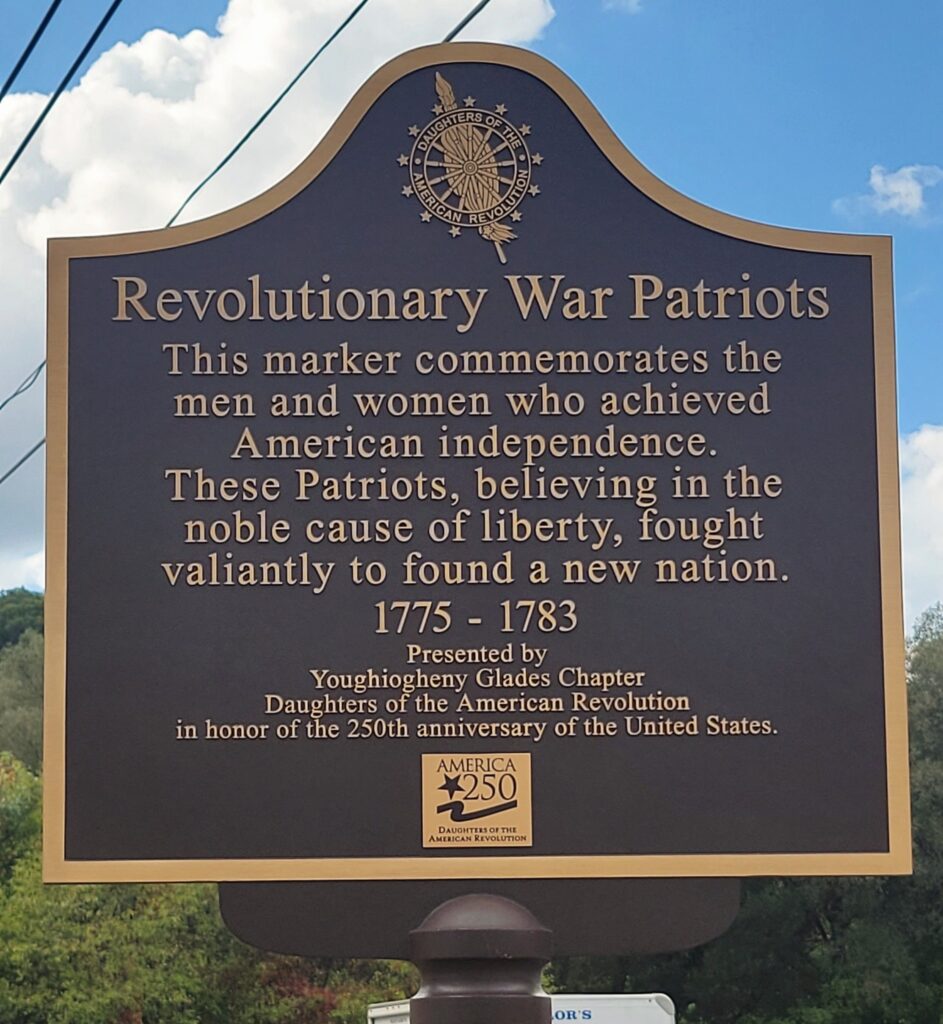 DAUGHTERS OF THE
AMERICAN REVOLUTION
Revolutionary War Patriots
This marker commemorates the
men and women who achieved
American independence.
These Patriots, believing in the
noble cause of liberty, fought
valiantly to found a new nation.
1775 - 1783
Presented by
Youghiogheny Glades Chapter
Daughters of the American Revolution
in honor of the 250th anniversary of the United States.
AMERICA
250
DAUGHTERS OF THE
AMERICAN REVOLUTION
OR'S